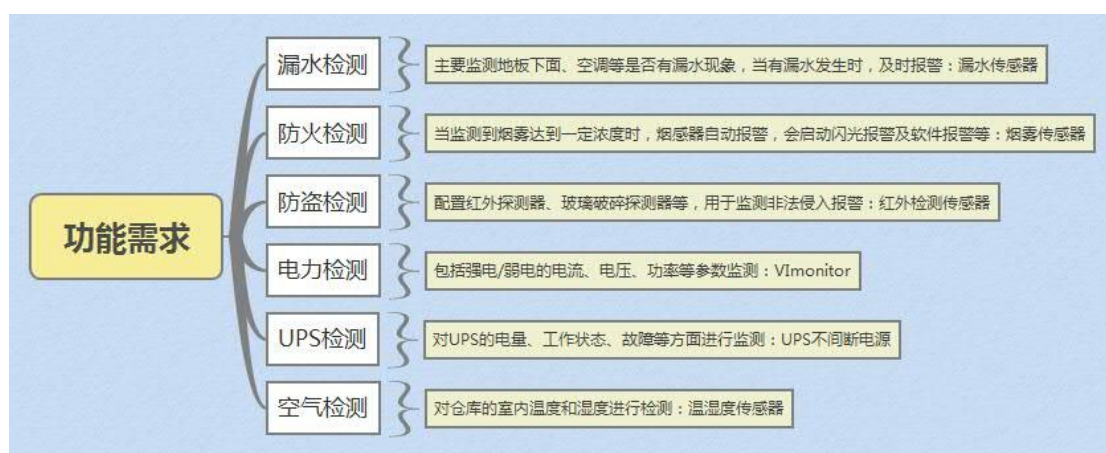 功能需求
漏水检测
主要监测地板下面、空调等是否有漏水现象，当有漏水发生时，及时报警：漏水传感器
防火检测
当监测到烟雾达到一定浓度时，烟感器自动报警，会启动闪光报警及软件报警等：烟雾传感器
防盗检测
配置红外探测器、玻璃破碎探测器等，用于监测非法侵入报警：红外检测传感器
电力检测
包括强电/弱电的电流、电压、功率等参数监测：VImonitor
UPS检测
对UPS的电量、工作状态、故障等方面进行监测：UPS不间断电源
空气检测
对仓库的室内温度和湿度进行检测：温湿度传感器